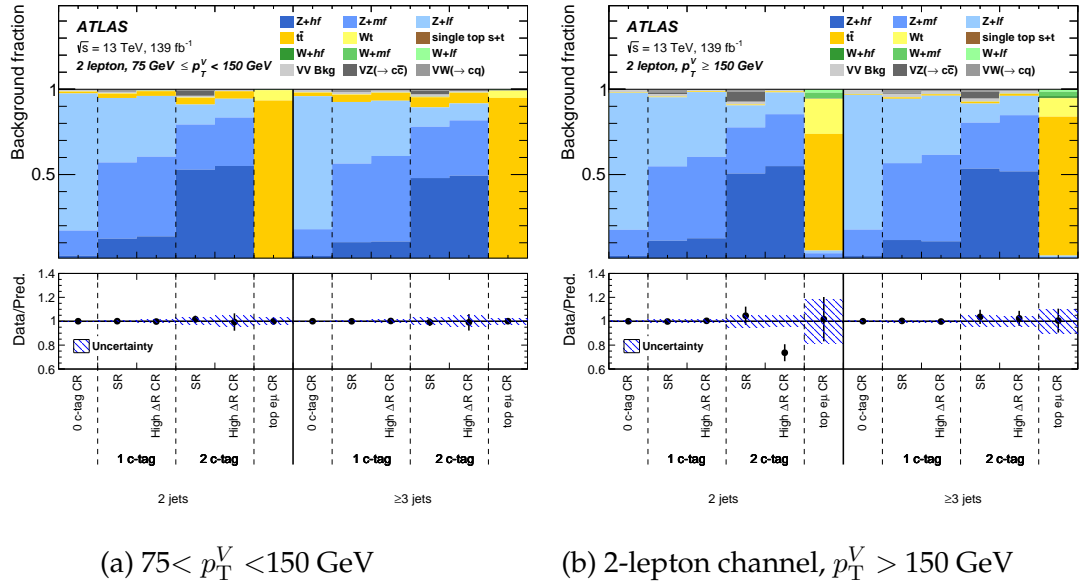 ATLAS
√s = 13 TeV, 139 fb⁻¹
2 lepton, 75 GeV ≤ p_T^V < 150 GeV
Z+hf Z+mf Z+lf
tt̄ Wt single top s+t
W+hf W+mf W+lf
VV Bkg VZ(→ cc̄) VW(→ cq)
Background fraction
0.5
1
Data/Pred.
1.4
1.2
1.0
0.8
0.6
Uncertainty
0 c-tag CR
SR
High ΔR CR
SR
High ΔR CR
top eμ CR
0 c-tag CR
SR
High ΔR CR
SR
High ΔR CR
top eμ CR
1 c-tag 2 c-tag 1 c-tag 2 c-tag
2 jets ≥3 jets
(a) 75< p_T^V <150 GeV
ATLAS
√s = 13 TeV, 139 fb⁻¹
2 lepton, p_T^V ≥ 150 GeV
Z+hf Z+mf Z+lf
tt̄ Wt single top s+t
W+hf W+mf W+lf
VV Bkg VZ(→ cc̄) VW(→ cq)
Background fraction
0.5
1
Data/Pred.
1.4
1.2
1.0
0.8
0.6
Uncertainty
0 c-tag CR
SR
High ΔR CR
SR
High ΔR CR
top eμ CR
0 c-tag CR
SR
High ΔR CR
SR
High ΔR CR
top eμ CR
1 c-tag 2 c-tag 1 c-tag 2 c-tag
2 jets ≥3 jets
(b) 2-lepton channel, p_T^V > 150 GeV